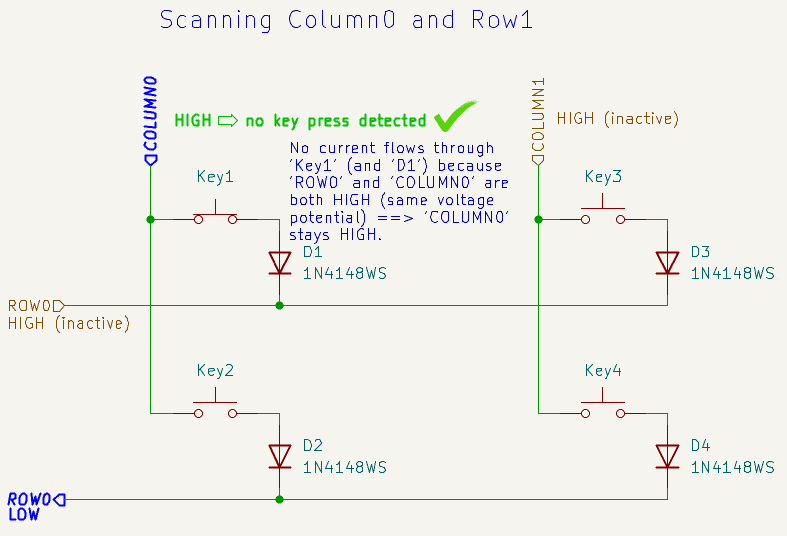 Scanning Column0 and Row1
COLUMN0
HIGH ⇨ no key press detected
COLUMN1
HIGH (inactive)
No current flows through
'Key1' (and 'D1') because
'ROW0' and 'COLUMN0' are
both HIGH (same voltage
potential) ==> 'COLUMN0'
stays HIGH.
Key1
Key3
D1
1N4148WS
D3
1N4148WS
ROW0
HIGH (inactive)
Key2
Key4
D2
1N4148WS
D4
1N4148WS
ROW0
LOW